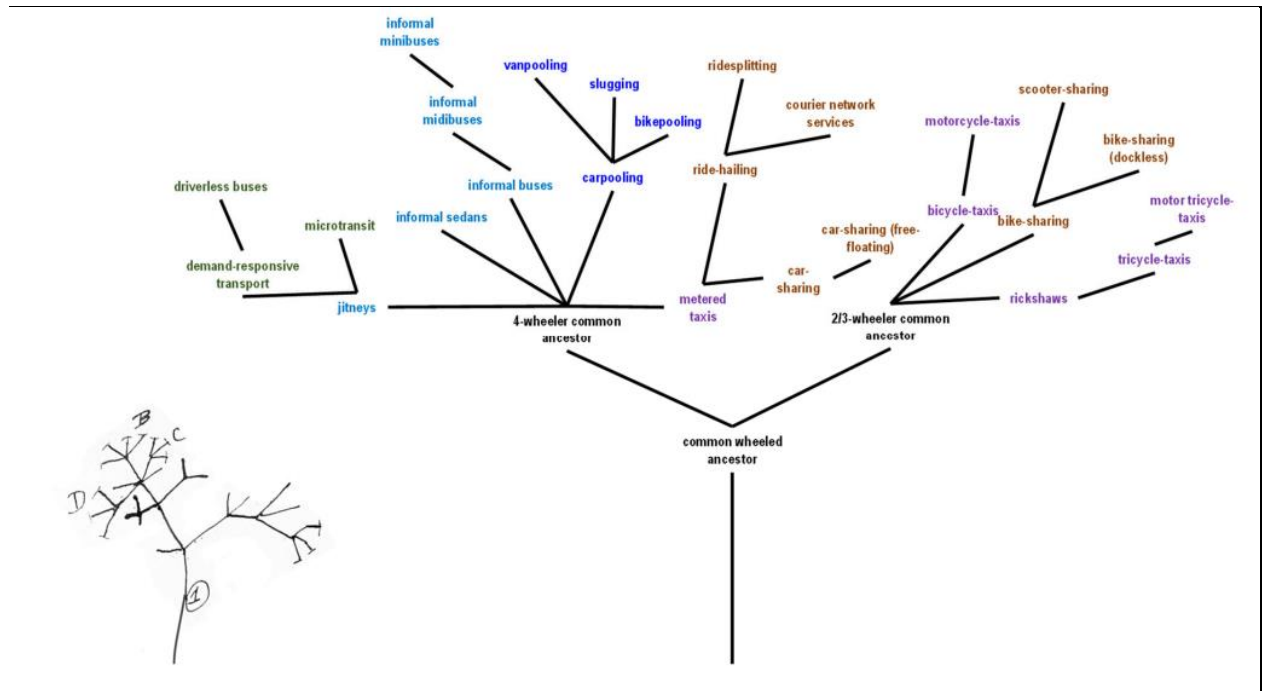 informal
minibuses
vanpooling
slugging
bikepooling
ridesplitting
courier network
services
scooter-sharing
motorcycle-taxis
bike-sharing
(dockless)
informal
midibuses
driverless buses
informal buses
carpooling
ride-hailing
microtransit
informal sedans
bicycle-taxis
bike-sharing
motor tricycle-
taxis
car-sharing (free-
floating)
demand-responsive
transport
car-
sharing
tricycle-taxis
jitneys
metered
taxis
rickshaws
4-wheeler common
ancestor
2/3-wheeler common
ancestor
common wheeled
ancestor
B
C
D
1